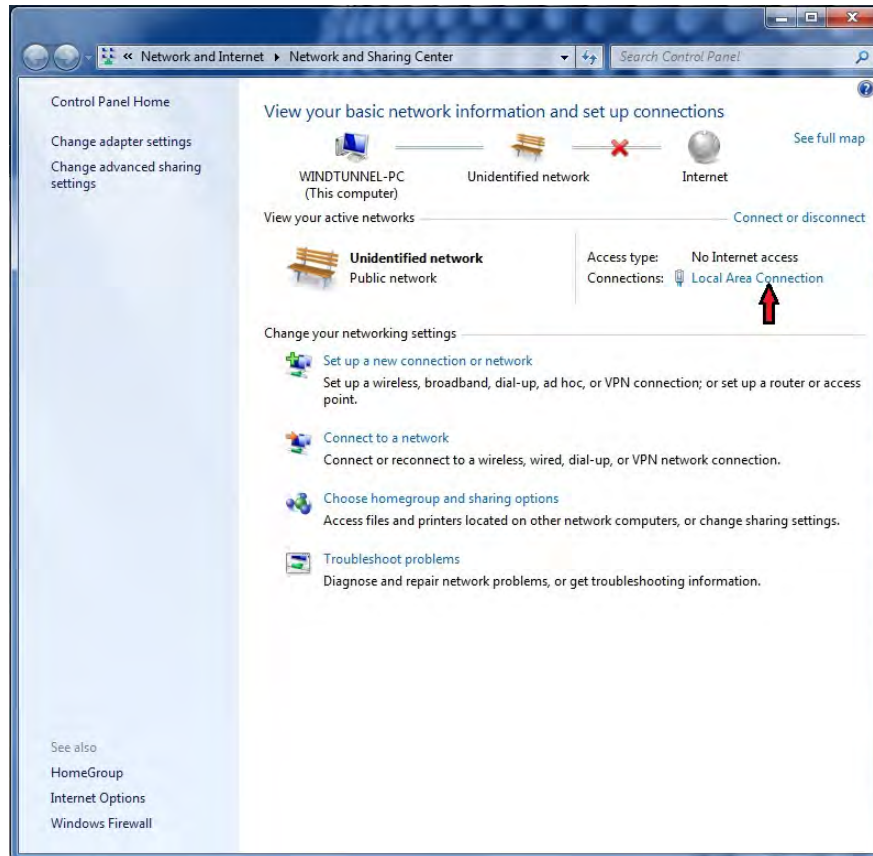 « Network and Internet ▸ Network and Sharing Center
Search Control Panel
Control Panel Home
Change adapter settings
Change advanced sharing
settings
View your basic network information and set up connections
See full map
WINDTUNNEL-PC
(This computer)
Unidentified network
Internet
View your active networks
Connect or disconnect
Unidentified network
Public network
Access type: No Internet access
Connections: Local Area Connection
Change your networking settings
Set up a new connection or network
Set up a wireless, broadband, dial-up, ad hoc, or VPN connection; or set up a router or access
point.
Connect to a network
Connect or reconnect to a wireless, wired, dial-up, or VPN network connection.
Choose homegroup and sharing options
Access files and printers located on other network computers, or change sharing settings.
Troubleshoot problems
Diagnose and repair network problems, or get troubleshooting information.
See also
HomeGroup
Internet Options
Windows Firewall